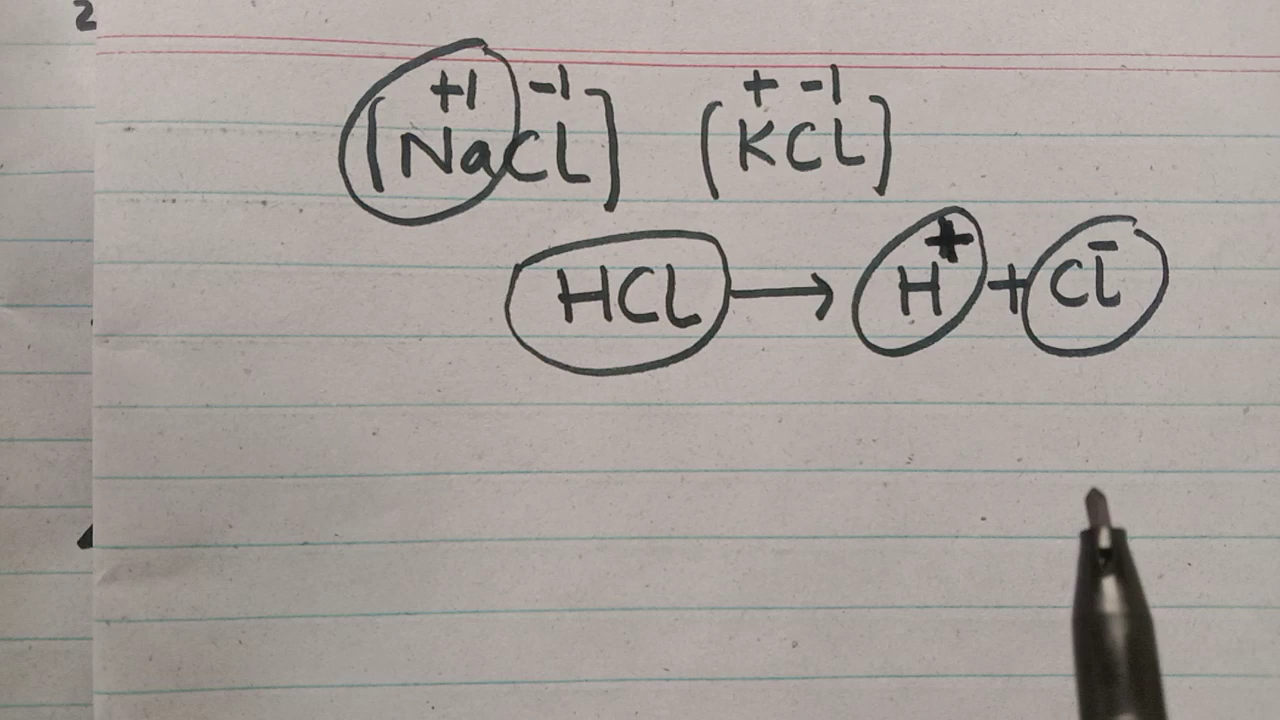 2
+1 -1 + -1
[NaCl] [KCl]
HCl → H⁺ + Cl⁻